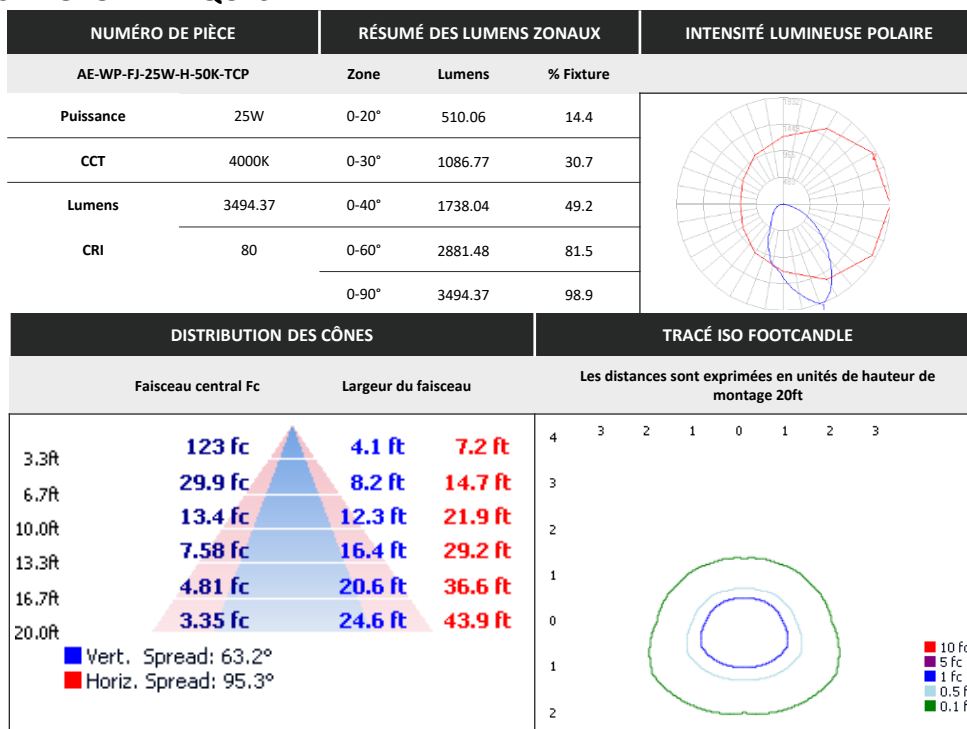 NUMÉRO DE PIÈCE RÉSUMÉ DES LUMENS ZONAUX INTENSITÉ LUMINEUSE POLAIRE
AE-WP-FJ-25W-H-50K-TCP Zone Lumens % Fixture
Puissance 25W 0-20° 510.06 14.4
CCT 4000K 0-30° 1086.77 30.7
Lumens 3494.37 0-40° 1738.04 49.2
CRI 80 0-60° 2881.48 81.5
0-90° 3494.37 98.9
DISTRIBUTION DES CÔNES TRACÉ ISO FOOTCANDLE
Faisceau central Fc Largeur du faisceau
Les distances sont exprimées en unités de hauteur de
montage 20ft
3.3ft 123 fc 4.1 ft 7.2 ft
6.7ft 29.9 fc 8.2 ft 14.7 ft
10.0ft 13.4 fc 12.3 ft 21.9 ft
13.3ft 7.58 fc 16.4 ft 29.2 ft
16.7ft 4.81 fc 20.6 ft 36.6 ft
20.0ft 3.35 fc 24.6 ft 43.9 ft
Vert. Spread: 63.2°
Horiz. Spread: 95.3°
3 2 1 0 1 2 3
4
3
2
1
0
1
2
10 fc
5 fc
1 fc
0.5 f
0.1 f